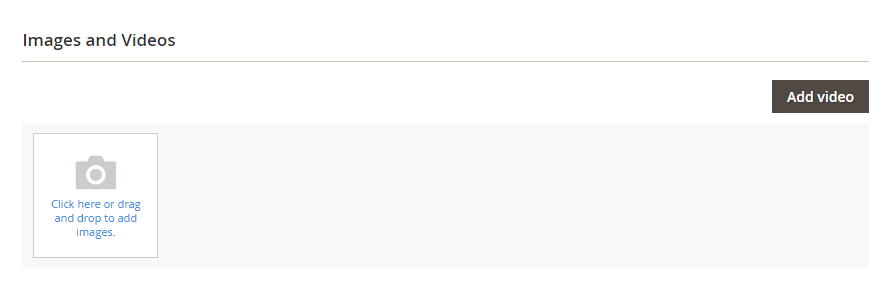 Images and Videos
Add video
Click here or drag
and drop to add
images.